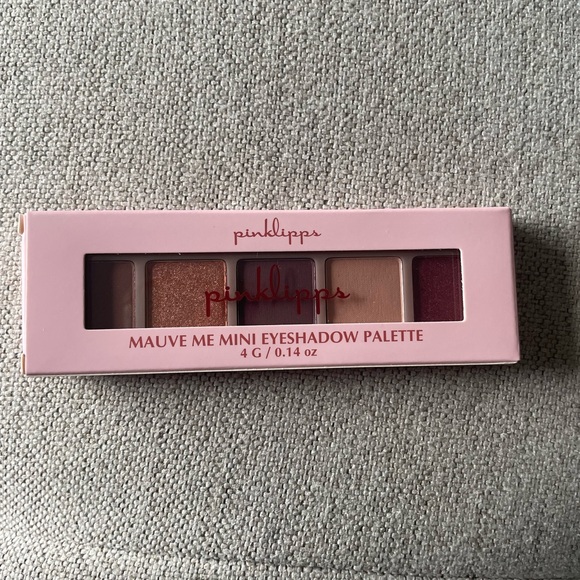 pinklipps
pinklipps
MAUVE ME MINI EYESHADOW PALETTE
4 G / 0.14 oz